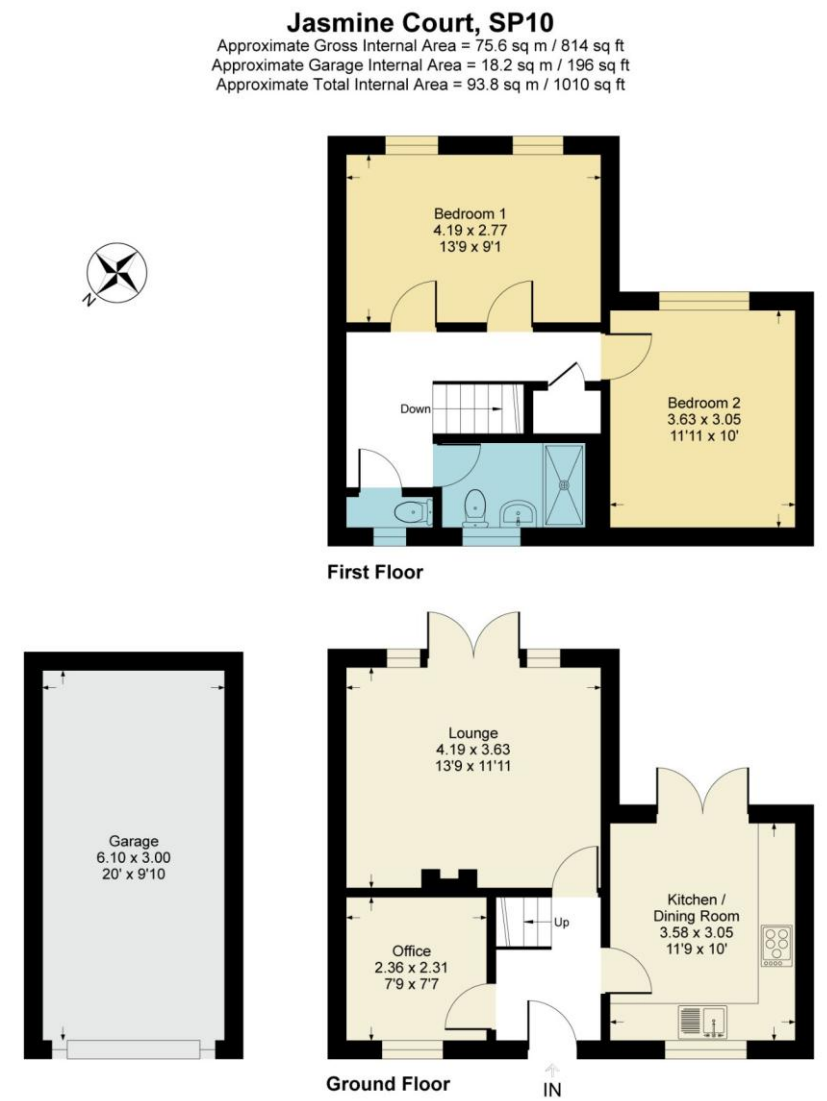 Jasmine Court, SP10
Approximate Gross Internal Area = 75.6 sq m / 814 sq ft
Approximate Garage Internal Area = 18.2 sq m / 196 sq ft
Approximate Total Internal Area = 93.8 sq m / 1010 sq ft
N
Bedroom 1
4.19 x 2.77
13'9 x 9'1
Bedroom 2
3.63 x 3.05
11'11 x 10'
Down
First Floor
Garage
6.10 x 3.00
20' x 9'10
Lounge
4.19 x 3.63
13'9 x 11'11
Kitchen /
Dining Room
3.58 x 3.05
11'9 x 10'
Up
Office
2.36 x 2.31
7'9 x 7'7
Ground Floor
IN